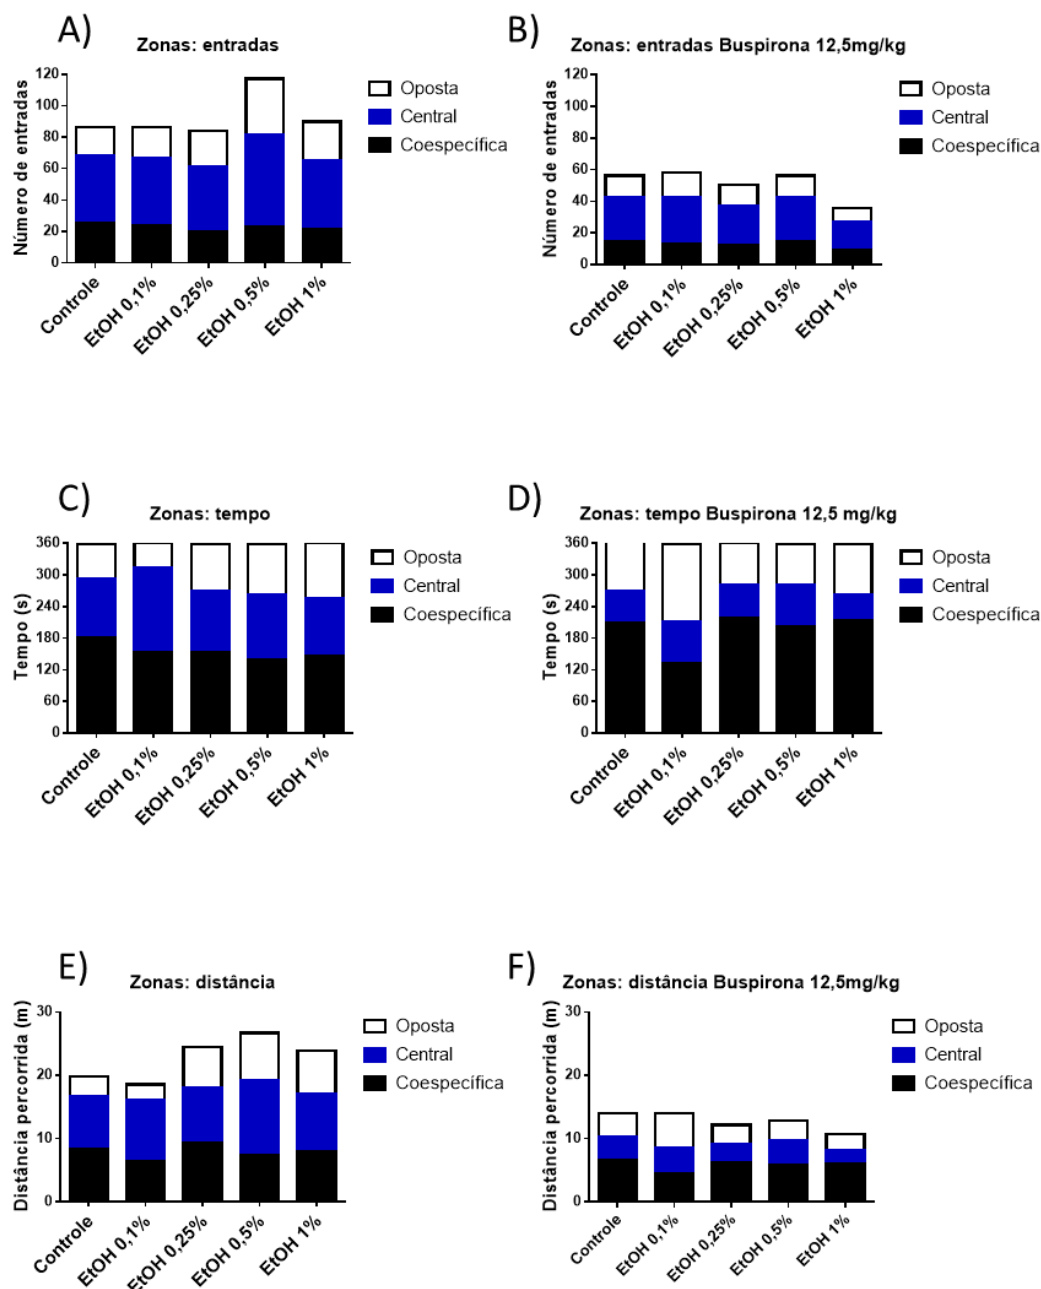 A)
Zonas: entradas
Número de entradas
120
100
80
60
40
20
0
Controle
EtOH 0,1%
EtOH 0,25%
EtOH 0,5%
EtOH 1%
Oposta
Central
Coespecífica
B)
Zonas: entradas Buspirona 12,5mg/kg
Número de entradas
120
100
80
60
40
20
0
Controle
EtOH 0,1%
EtOH 0,25%
EtOH 0,5%
EtOH 1%
Oposta
Central
Coespecífica
C)
Zonas: tempo
Tempo (s)
360
300
240
180
120
60
0
Controle
EtOH 0,1%
EtOH 0,25%
EtOH 0,5%
EtOH 1%
Oposta
Central
Coespecífica
D)
Zonas: tempo Buspirona 12,5 mg/kg
Tempo (s)
360
300
240
180
120
60
0
Controle
EtOH 0,1%
EtOH 0,25%
EtOH 0,5%
EtOH 1%
Oposta
Central
Coespecífica
E)
Zonas: distância
Distância percorrida (m)
30
20
10
0
Controle
EtOH 0,1%
EtOH 0,25%
EtOH 0,5%
EtOH 1%
Oposta
Central
Coespecífica
F)
Zonas: distância Buspirona 12,5mg/kg
Distância percorrida (m)
30
20
10
0
Controle
EtOH 0,1%
EtOH 0,25%
EtOH 0,5%
EtOH 1%
Oposta
Central
Coespecífica